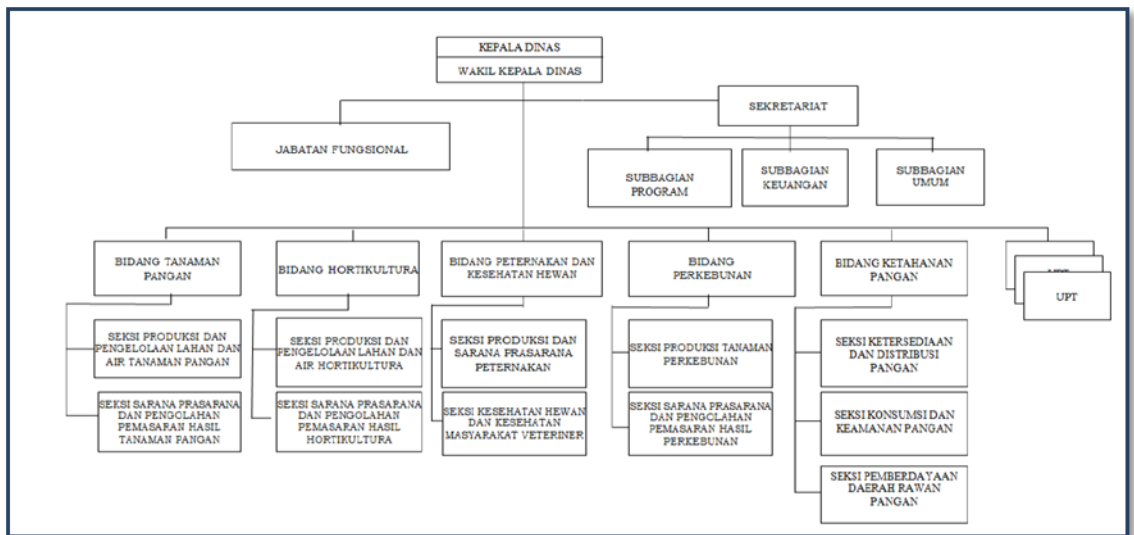 KEPALA DINAS
WAKIL KEPALA DINAS
SEKRETARIAT
JABATAN FUNGSIONAL
SUBBAGIAN
PROGRAM
SUBBAGIAN
KEUANGAN
SUBBAGIAN
UMUM
BIDANG TANAMAN
PANGAN
BIDANG HORTIKULTURA
BIDANG PETERNAKAN DAN
KESEHATAN HEWAN
BIDANG
PERKEBUNAN
BIDANG KETAHANAN
PANGAN
UPT
SEKSI PRODUKSI DAN
PENGELOLAAN LAHAN DAN
AIR TANAMAN PANGAN
SEKSI PRODUKSI DAN
PENGELOLAAN LAHAN DAN
AIR HORTIKULTURA
SEKSI PRODUKSI DAN
SARANA PRASARANA
PETERNAKAN
SEKSI PRODUKSI TANAMAN
PERKEBUNAN
SEKSI KETERSEDIAAN
DAN DISTRIBUSI
PANGAN
SEKSI SARANA PRASARANA
DAN PENGOLAHAN
PEMASARAN HASIL
TANAMAN PANGAN
SEKSI SARANA PRASARANA
DAN PENGOLAHAN
PEMASARAN HASIL
HORTIKULTURA
SEKSI KESEHATAN HEWAN
DAN KESEHATAN
MASYARAKAT VETERINER
SEKSI SARANA PRASARANA
DAN PENGOLAHAN
PEMASARAN HASIL
PERKEBUNAN
SEKSI KONSUMSI DAN
KEAMANAN PANGAN
SEKSI PEMBERDAYAAN
DAERAH RAWAN
PANGAN